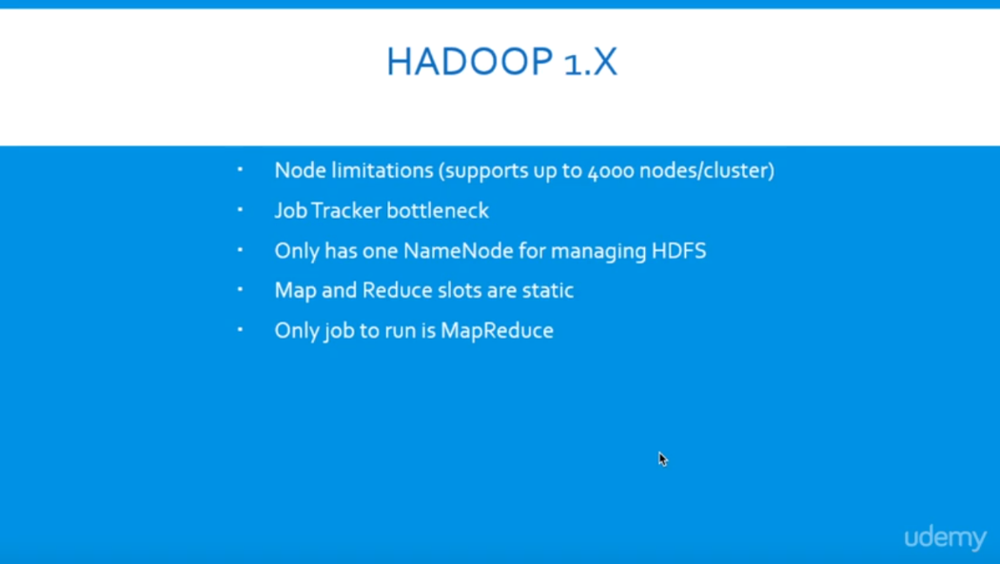 HADOOP 1.X
· Node limitations (supports up to 4000 nodes/cluster)
· Job Tracker bottleneck
· Only has one NameNode for managing HDFS
· Map and Reduce slots are static
· Only job to run is MapReduce
udemy